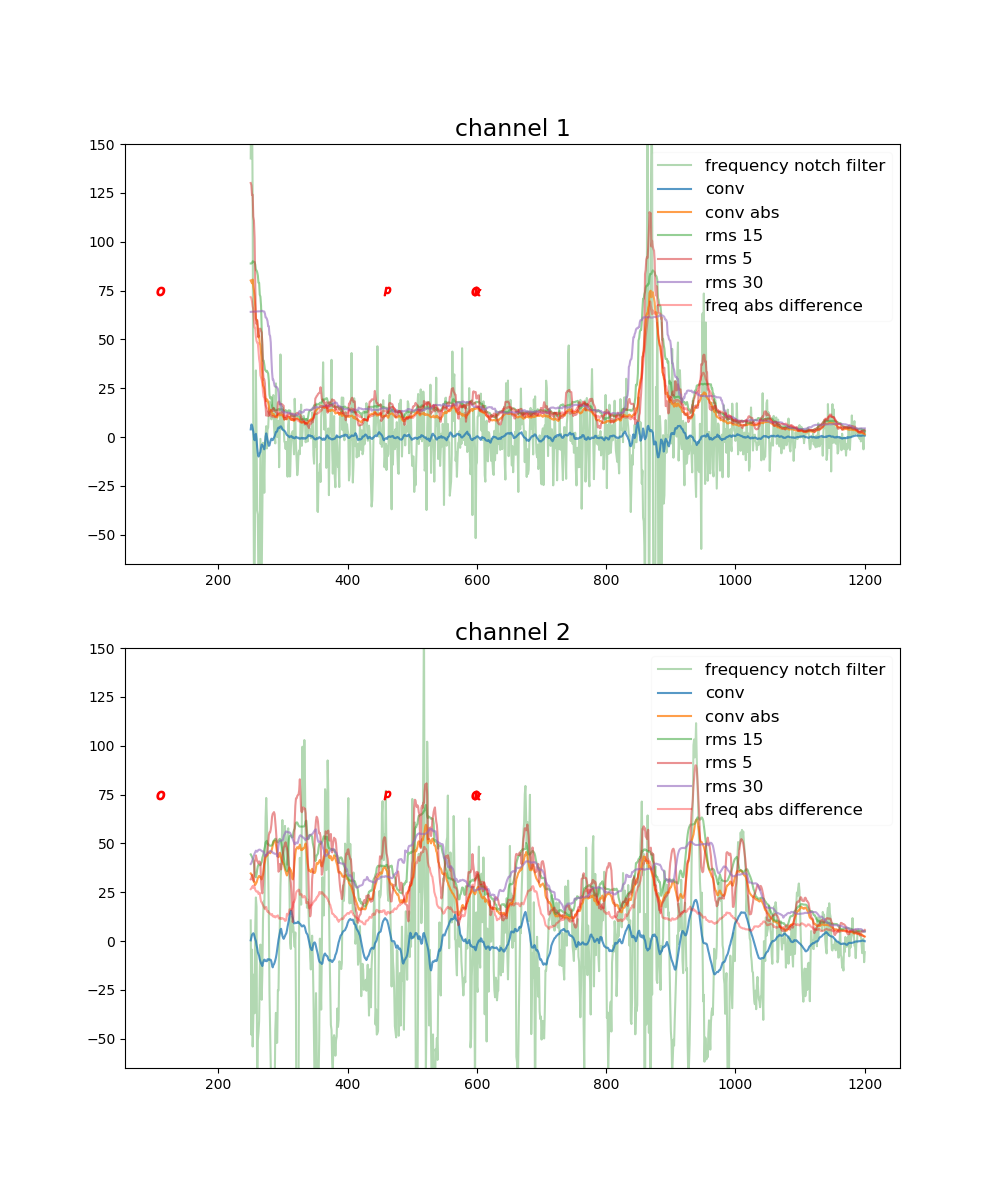 channel 1
150
125
100
75
50
25
0
−25
−50
frequency notch filter
conv
conv abs
rms 15
rms 5
rms 30
freq abs difference
O
P
200 400 600 800 1000 1200
channel 2
150
125
100
75
50
25
0
−25
−50
frequency notch filter
conv
conv abs
rms 15
rms 5
rms 30
freq abs difference
O
P
200 400 600 800 1000 1200